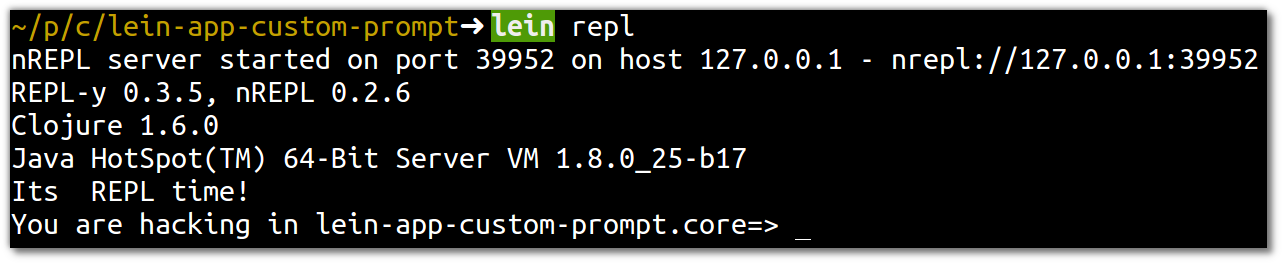 ~/p/c/lein-app-custom-prompt➜ lein repl
nREPL server started on port 39952 on host 127.0.0.1 - nrepl://127.0.0.1:39952
REPL-y 0.3.5, nREPL 0.2.6
Clojure 1.6.0
Java HotSpot(TM) 64-Bit Server VM 1.8.0_25-b17
Its  REPL time!
You are hacking in lein-app-custom-prompt.core=> _